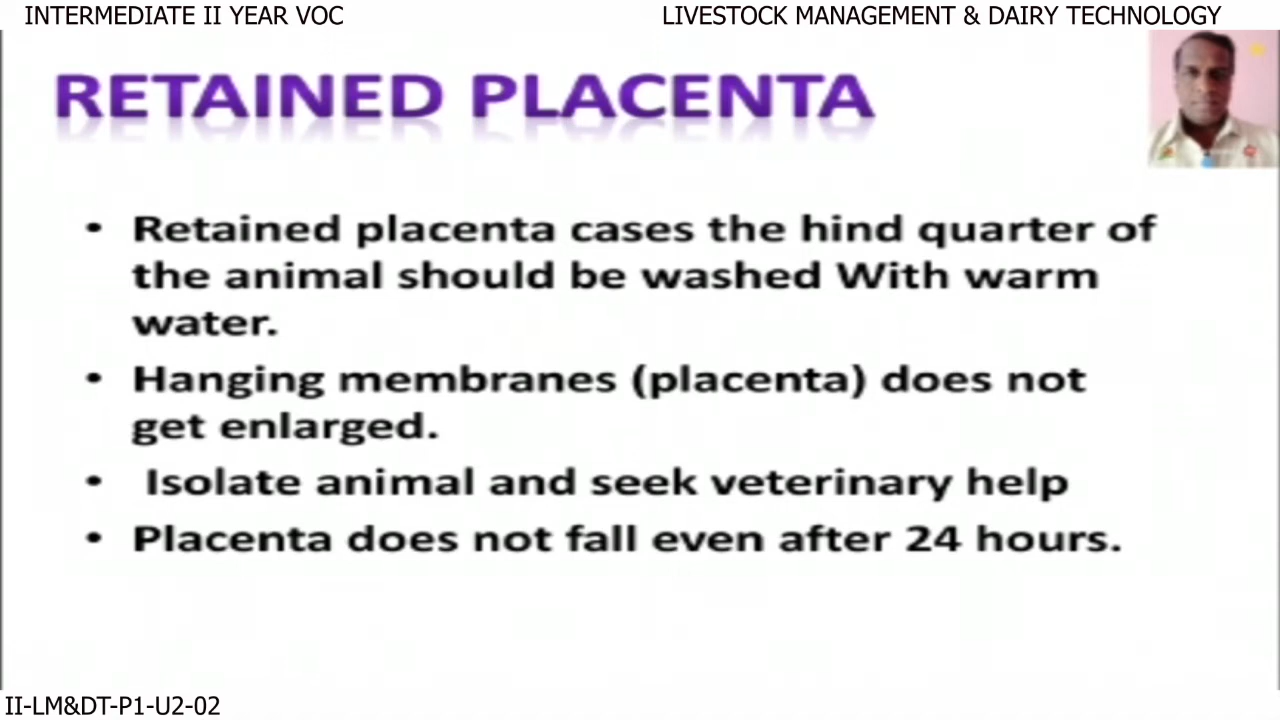 INTERMEDIATE II YEAR VOC
LIVESTOCK MANAGEMENT & DAIRY TECHNOLOGY
RETAINED PLACENTA
• Retained placenta cases the hind quarter of
the animal should be washed With warm
water.
• Hanging membranes (placenta) does not
get enlarged.
• Isolate animal and seek veterinary help
• Placenta does not fall even after 24 hours.
II-LM&DT-P1-U2-02